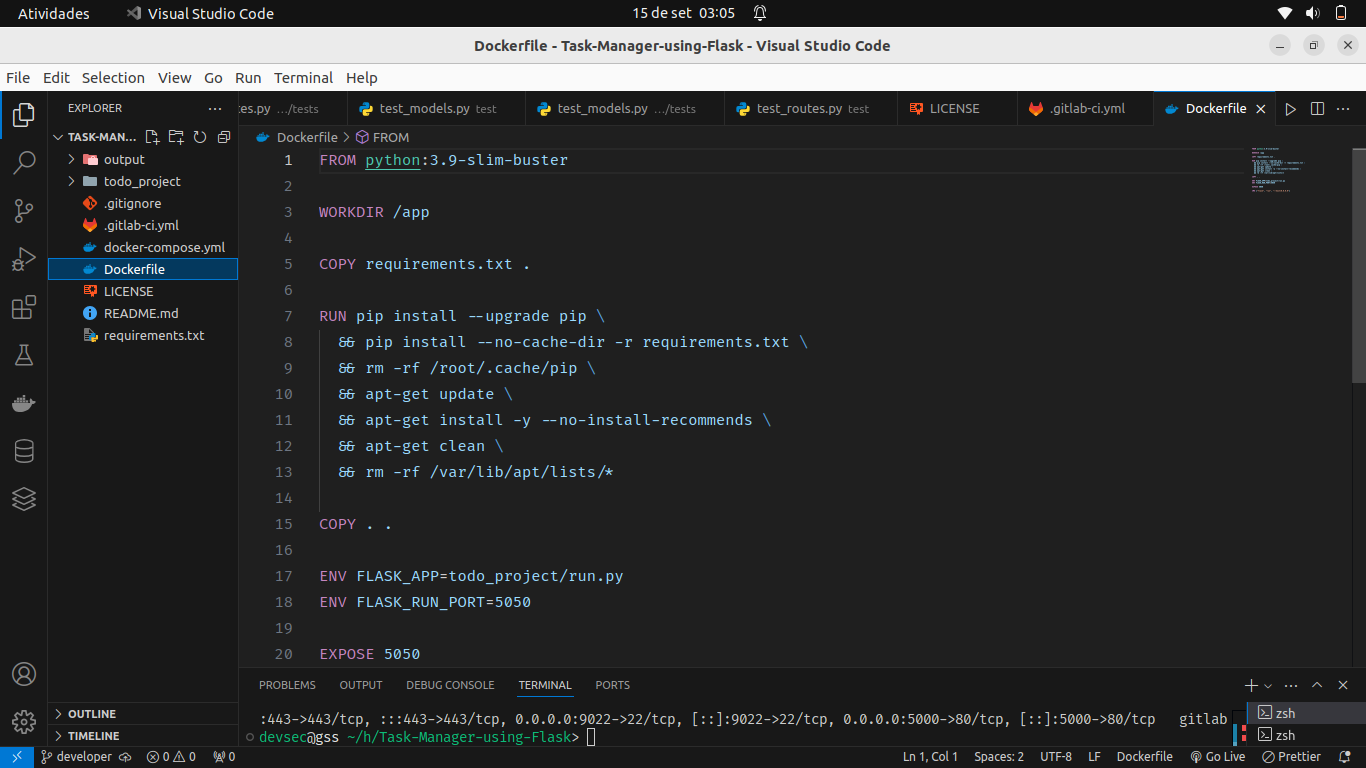 Atividades
Visual Studio Code
15 de set 03:05
Dockerfile - Task-Manager-using-Flask - Visual Studio Code
File Edit Selection View Go Run Terminal Help
EXPLORER
es.py …/tests
test_models.py test
test_models.py …/tests
test_routes.py test
LICENSE
.gitlab-ci.yml
Dockerfile
TASK-MAN...
output
todo_project
.gitignore
.gitlab-ci.yml
docker-compose.yml
Dockerfile
LICENSE
README.md
requirements.txt
OUTLINE
TIMELINE
Dockerfile > FROM
1 FROM python:3.9-slim-buster
2
3 WORKDIR /app
4
5 COPY requirements.txt .
6
7 RUN pip install --upgrade pip \
8 && pip install --no-cache-dir -r requirements.txt \
9 && rm -rf /root/.cache/pip \
10 && apt-get update \
11 && apt-get install -y --no-install-recommends \
12 && apt-get clean \
13 && rm -rf /var/lib/apt/lists/*
14
15 COPY . .
16
17 ENV FLASK_APP=todo_project/run.py
18 ENV FLASK_RUN_PORT=5050
19
20 EXPOSE 5050
PROBLEMS OUTPUT DEBUG CONSOLE TERMINAL PORTS
:443->443/tcp, :::443->443/tcp, 0.0.0.0:9022->22/tcp, [::]:9022->22/tcp, 0.0.0.0:5000->80/tcp, [::]:5000->80/tcp gitlab
devsec@gss ~/h/Task-Manager-using-Flask>
zsh
zsh
developer 0 0 0
Ln 1, Col 1 Spaces: 2 UTF-8 LF Dockerfile Go Live Prettier